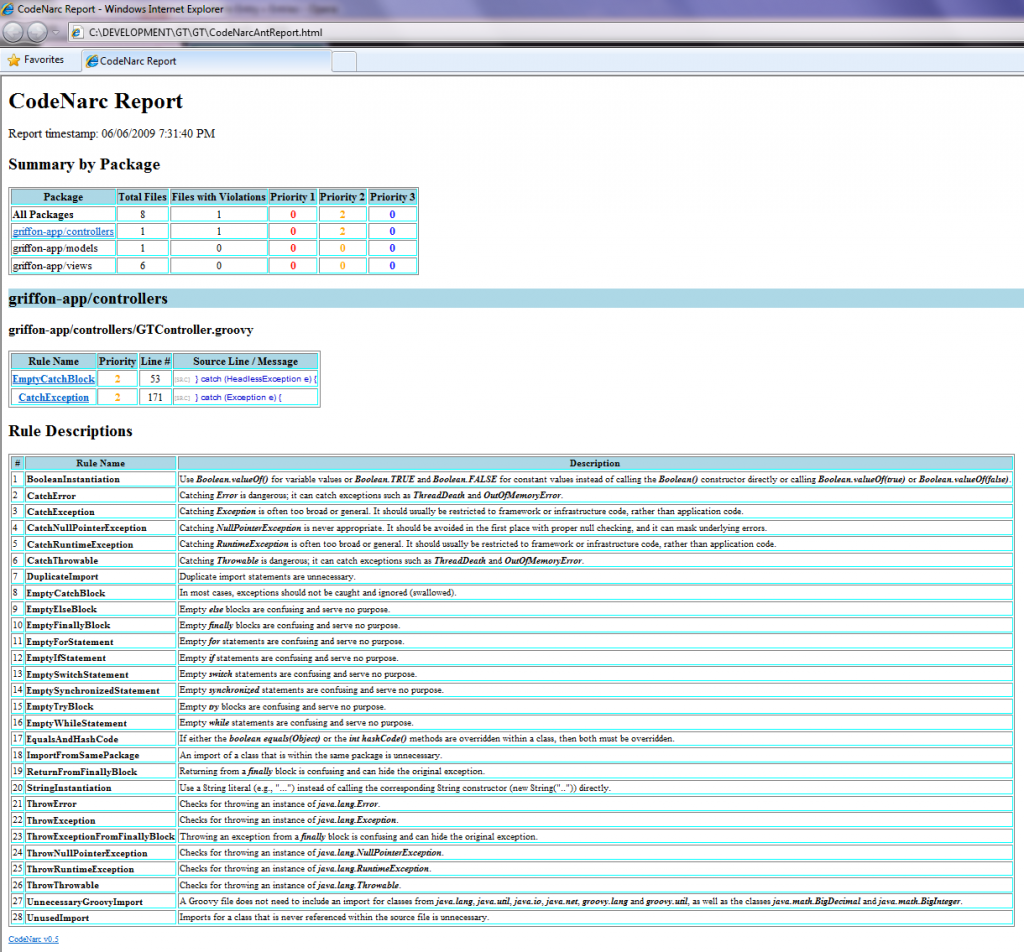 CodeNarc Report - Windows Internet Explorer
C:\DEVELOPMENT\GT\GT\CodeNarcAntReport.html
Favorites CodeNarc Report
CodeNarc Report
Report timestamp: 06/06/2009 7:31:40 PM
Summary by Package
Package Total Files Files with Violations Priority 1 Priority 2 Priority 3
All Packages 8 1 0 2 0
griffon-app/controllers 1 1 0 2 0
griffon-app/models 1 0 0 0 0
griffon-app/views 6 0 0 0 0
griffon-app/controllers
griffon-app/controllers/GTController.groovy
Rule Name Priority Line # Source Line / Message
EmptyCatchBlock 2 53 [SRC] } catch (HeadlessException e) {
CatchException 2 171 [SRC] } catch (Exception e) {
Rule Descriptions
# Rule Name Description
1 BooleanInstantiation Use Boolean.valueOf() for variable values or Boolean.TRUE and Boolean.FALSE for constant values instead of calling the Boolean() constructor directly or calling Boolean.valueOf(true) or Boolean.valueOf(false).
2 CatchError Catching Error is dangerous; it can catch exceptions such as ThreadDeath and OutOfMemoryError.
3 CatchException Catching Exception is often too broad or general. It should usually be restricted to framework or infrastructure code, rather than application code.
4 CatchNullPointerException Catching NullPointerException is never appropriate. It should be avoided in the first place with proper null checking, and it can mask underlying errors.
5 CatchRuntimeException Catching RuntimeException is often too broad or general. It should usually be restricted to framework or infrastructure code, rather than application code.
6 CatchThrowable Catching Throwable is dangerous; it can catch exceptions such as ThreadDeath and OutOfMemoryError.
7 DuplicateImport Duplicate import statements are unnecessary.
8 EmptyCatchBlock In most cases, exceptions should not be caught and ignored (swallowed).
9 EmptyElseBlock Empty else blocks are confusing and serve no purpose.
10 EmptyFinallyBlock Empty finally blocks are confusing and serve no purpose.
11 EmptyForStatement Empty for statements are confusing and serve no purpose.
12 EmptyIfStatement Empty if statements are confusing and serve no purpose.
13 EmptySwitchStatement Empty switch statements are confusing and serve no purpose.
14 EmptySynchronizedStatement Empty synchronized statements are confusing and serve no purpose.
15 EmptyTryBlock Empty try blocks are confusing and serve no purpose.
16 EmptyWhileStatement Empty while statements are confusing and serve no purpose.
17 EqualsAndHashCode If either the boolean equals(Object) or the int hashCode() methods are overridden within a class, then both must be overridden.
18 ImportFromSamePackage An import of a class that is within the same package is unnecessary.
19 ReturnFromFinallyBlock Returning from a finally block is confusing and can hide the original exception.
20 StringInstantiation Use a String literal (e.g., "...") instead of calling the corresponding String constructor (new String("..")) directly.
21 ThrowError Checks for throwing an instance of java.lang.Error.
22 ThrowException Checks for throwing an instance of java.lang.Exception.
23 ThrowExceptionFromFinallyBlock Throwing an exception from a finally block is confusing and can hide the original exception.
24 ThrowNullPointerException Checks for throwing an instance of java.lang.NullPointerException.
25 ThrowRuntimeException Checks for throwing an instance of java.lang.RuntimeException.
26 ThrowThrowable Checks for throwing an instance of java.lang.Throwable.
27 UnnecessaryGroovyImport A Groovy file does not need to include an import for classes from java.lang, java.util, java.io, java.net, groovy.lang and groovy.util, as well as the classes java.math.BigDecimal and java.math.BigInteger.
28 UnusedImport Imports for a class that is never referenced within the source file is unnecessary.
CodeNarc v0.5